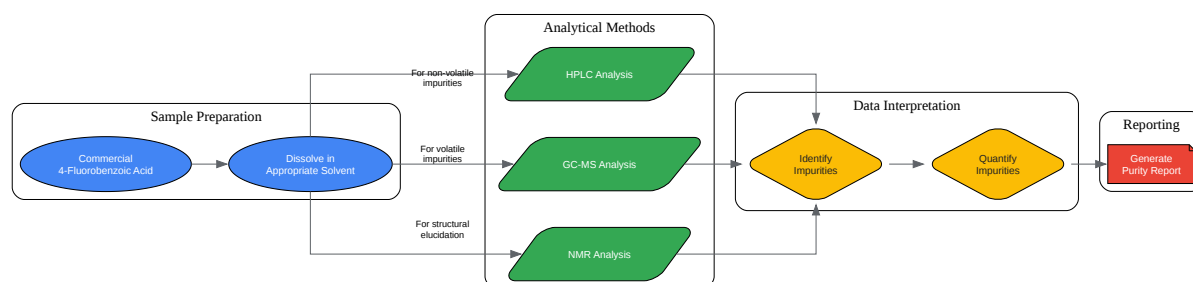 Sample Preparation
Commercial
4-Fluorobenzoic Acid
Dissolve in
Appropriate Solvent
For non-volatile
impurities
For volatile
impurities
For structural
elucidation
Analytical Methods
HPLC Analysis
GC-MS Analysis
NMR Analysis
Data Interpretation
Identify
Impurities
Quantify
Impurities
Reporting
Generate
Purity Report